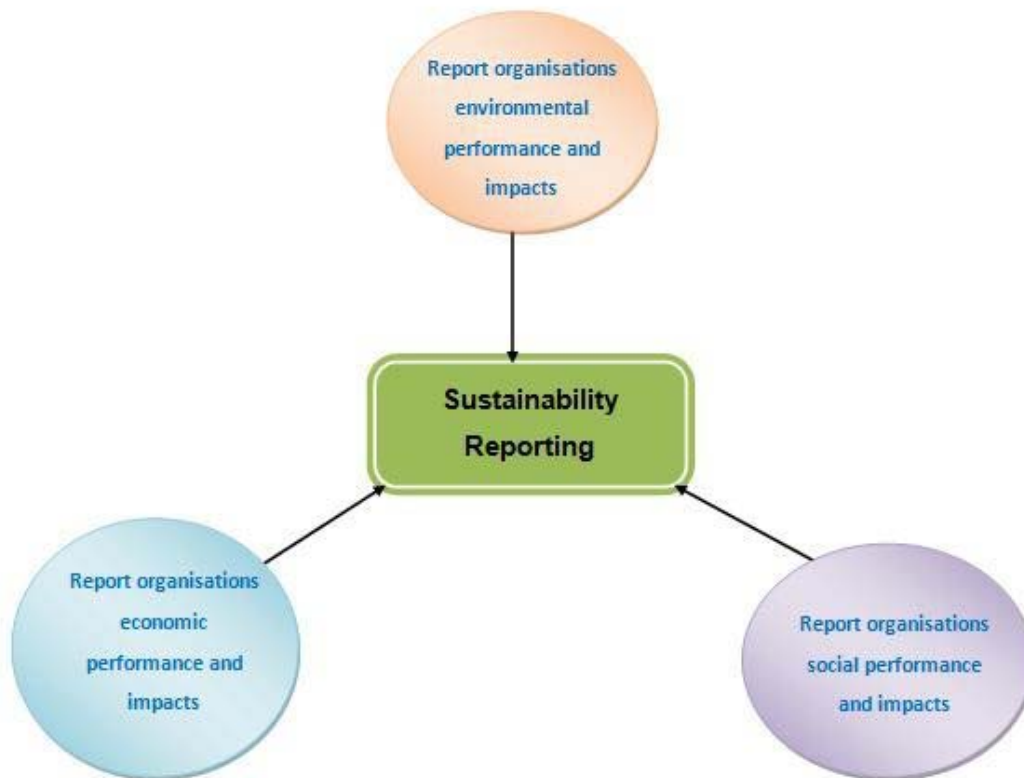 Report organisations
environmental
performance and
impacts
Sustainability
Reporting
Report organisations
economic
performance and
impacts
Report organisations
social performance
and impacts